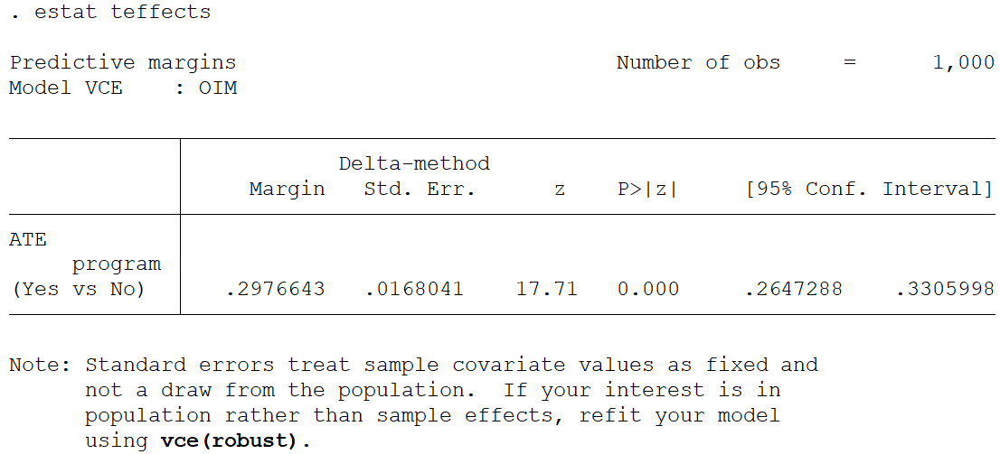 . estat teffects
Predictive margins Number of obs = 1,000
Model VCE : OIM
Delta-method
Margin Std. Err. z P>|z| [95% Conf. Interval]
ATE
program
(Yes vs No) .2976643 .0168041 17.71 0.000 .2647288 .3305998
Note: Standard errors treat sample covariate values as fixed and
not a draw from the population. If your interest is in
population rather than sample effects, refit your model
using vce(robust).